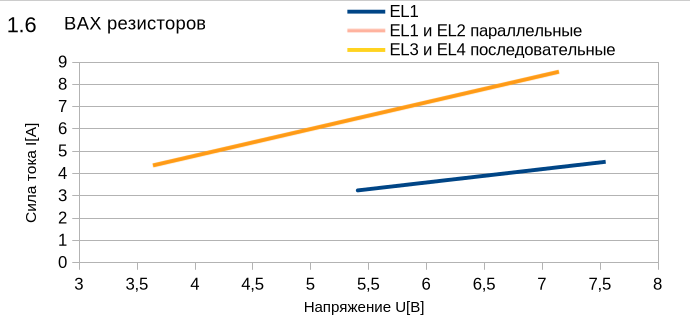 1.6 ВАХ резисторов
EL1
EL1 и EL2 параллельные
EL3 и EL4 последовательные
Сила тока I[A]
9
8
7
6
5
4
3
2
1
0
3 3,5 4 4,5 5 5,5 6 6,5 7 7,5 8
Напряжение U[B]